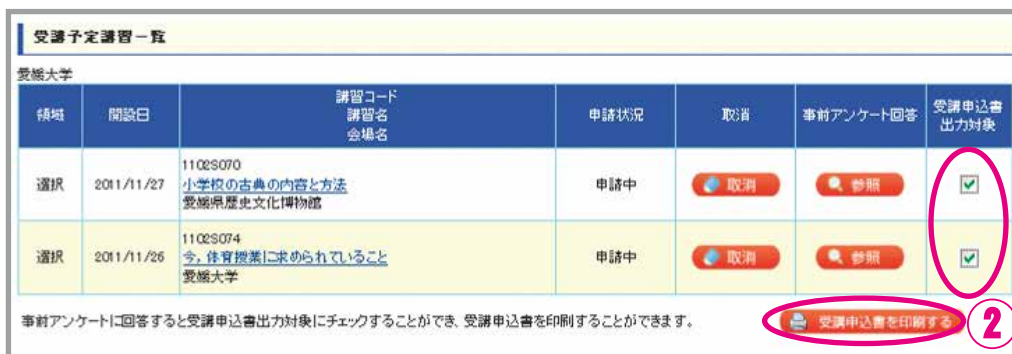 受講予定講習一覧
愛媛大学
領域 開設日 講習コード 講習名 会場名 申請状況 取消 事前アンケート回答 受講申込書出力対象
選択 2011/11/27 1102S070 申請中 取消 参照
小学校の古典の内容と方法
愛媛県歴史文化博物館
選択 2011/11/26 1102S074 申請中 取消 参照
今,体育授業に求められていること
愛媛大学
事前アンケートに回答すると受講申込書出力対象にチェックすることができ、受講申込書を印刷することができます。 受講申込書を印刷する 2